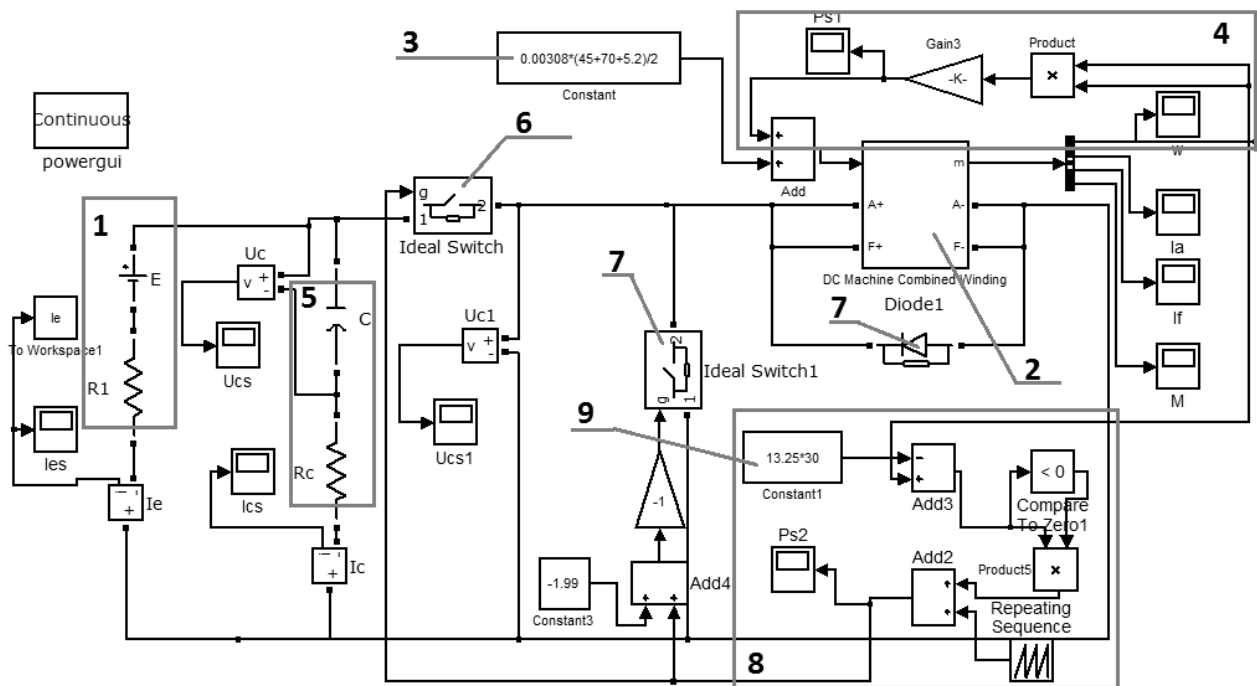 Ps1
4
3
0.00308*(45+70+5.2)/2
Gain3
Product
-K-
×
Constant
Continuous
powergui
6
+
+
Add
W
g
1
2
Ideal Switch
m
A+
A-
F+
F-
DC Machine Combined Winding
Ia
1
Uc
v
+
-
E
5
C
7
Diode1
7
2
If
Ie
To Workspace1
Uc1
v
+
-
2
g
1
Ideal Switch1
M
R1
Ucs
Ies
Ics
Rc
Ucs1
9
13.25*30
Constant1
-
+
Add3
< 0
Compare
To Zero1
-1
i
-
+
Ie
i
-
+
Ic
Ps2
Add2
Product5
×
-1.99
Constant3
+
+
Add4
+
+
Repeating
Sequence
8